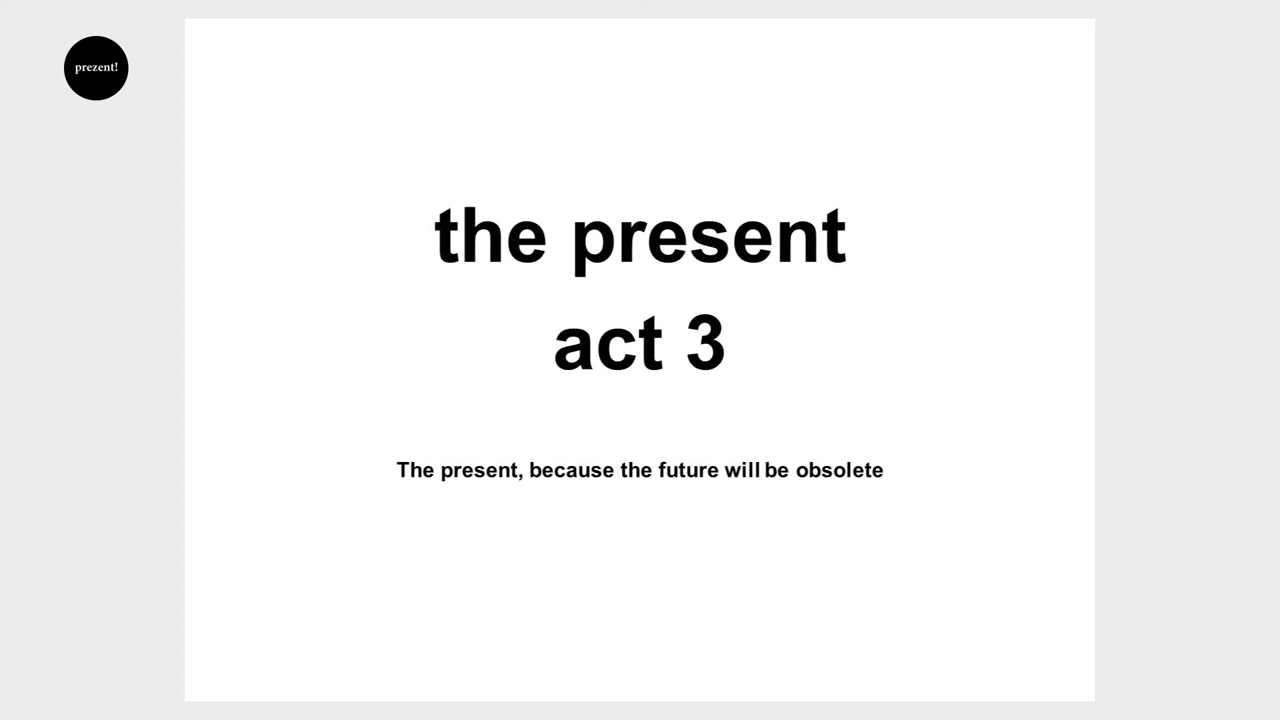 prezent!
the present
act 3
The present, because the future will be obsolete